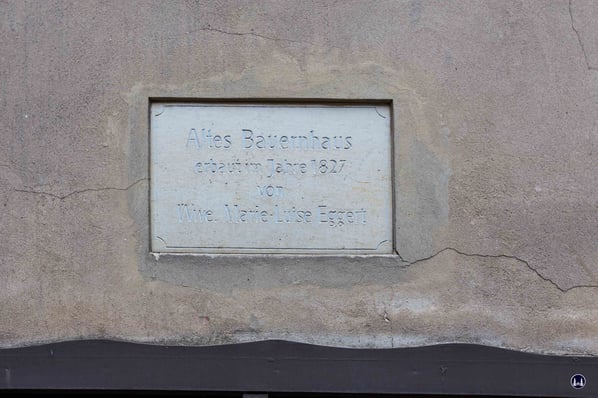 Altes Bauernhaus
erbaut im Jahre 1827
von
Wwe. Marie-Luise Eggert